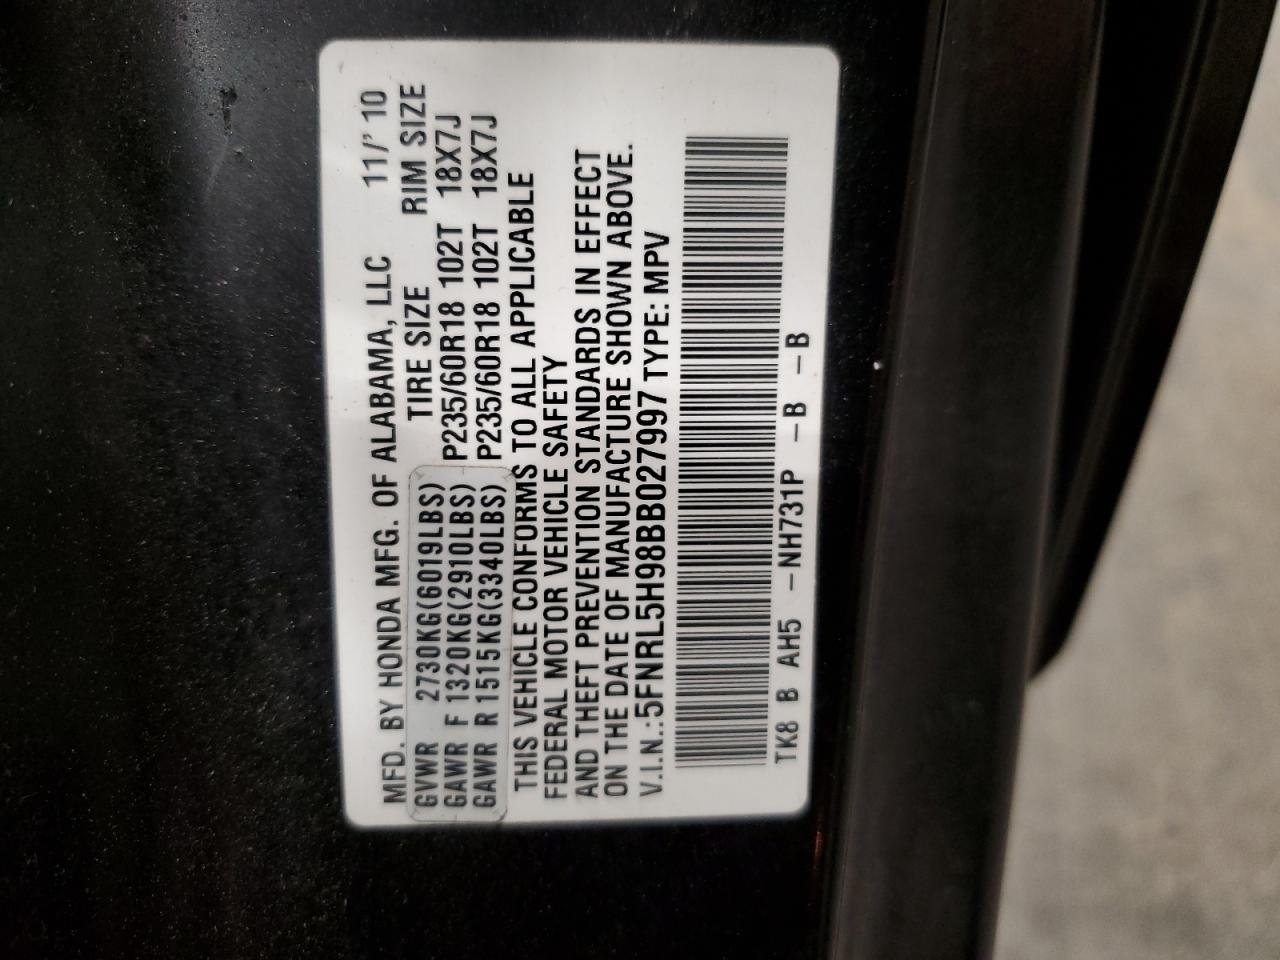 MFD. BY HONDA MFG. OF ALABAMA, LLC 11/'10
TIRE SIZE RIM SIZE
GVWR 2730KG(6019LBS)
GAWR F 1320KG(2910LBS) P235/60R18 102T 18X7J
GAWR R 1515KG(3340LBS) P235/60R18 102T 18X7J
THIS VEHICLE CONFORMS TO ALL APPLICABLE
FEDERAL MOTOR VEHICLE SAFETY
AND THEFT PREVENTION STANDARDS IN EFFECT
ON THE DATE OF MANUFACTURE SHOWN ABOVE.
V.I.N.:5FNRL5H98BB027997 TYPE: MPV
TK8 B AH5 -NH731P -B -B